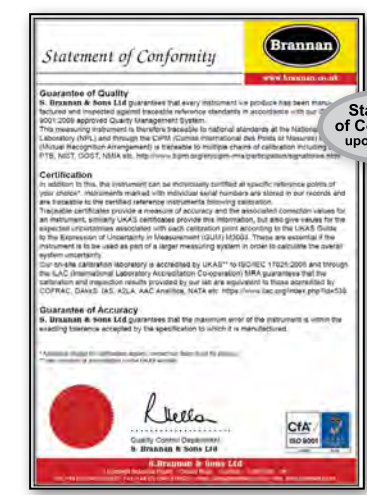 Statement of Conformity
Brannan
www.brannan.co.uk
Guarantee of Quality
S. Brannan & Sons Ltd guarantees that every instrument we produce has been manu-
factured and inspected against traceable reference standards in accordance with our
9001:2008 approved Quality Management System.
This measuring instrument is therefore traceable to national standards at the National
Laboratory (NPL) and through the CIPM (Comite International des Poids et Mesures)
(Mutual Recognition Arrangement) is traceable to multiple chains of calibration including
PTB, NIST, GOST, NMIA etc.
Sta
of Co
upo
Certification
In addition to this, the instrument can be individually certified at specific reference points of
your choice*. Instruments marked with individual serial numbers are stored in our records and
are traceable to the certified reference instruments following calibration.
Traceable certificates provide a measure of accuracy and the associated correction values for
an instrument, similarly UKAS certificates provide this information, but also give values for the
expected uncertainties associated with each calibration point according to the UKAS Guide
to the Expression of Uncertainty in Measurement (GUM) M3003. These are essential if the
instrument is to be used as part of a larger measuring system in order to calculate the overall
system uncertainty.
Our on-site calibration laboratory is accredited by UKAS** to ISO/IEC 17025:2005 and through
the ILAC (International Laboratory Accreditation Co-operation) MRA guarantees that the
calibration and inspection results provided by our lab are equivalent to those accredited by
COFRAC, DAkkS, IAS, A2LA, AAC Analitica, NATA etc
Guarantee of Accuracy
S. Brannan & Sons Ltd guarantees that the maximum error of the instrument is within the
exacting tolerance accepted by the specification to which it is manufactured.
Quality Control Department
S. Brannan & Sons Ltd
CfA
ISO 9001
S.Brannan & Sons Ltd